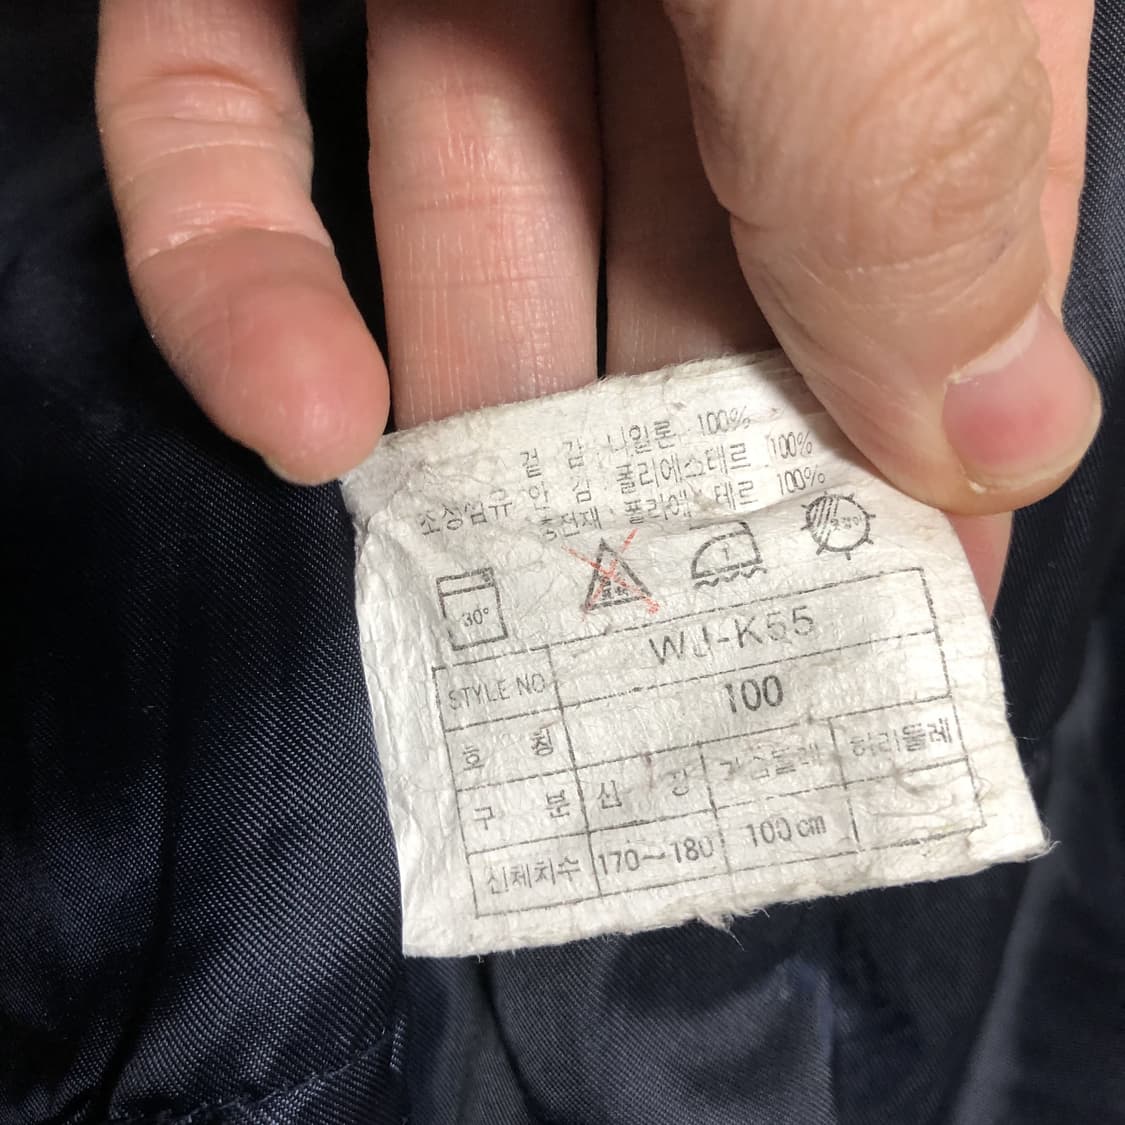 겉 감 : 나일론 100%
조성섬유 안 감 : 폴리에스테르 100%
충전재 : 폴리에 테르 100%
30°
STYLE NO WJ-K55
호 칭 100
구 분 신 장 가슴둘레 허리둘레
신체치수 170~180 100cm